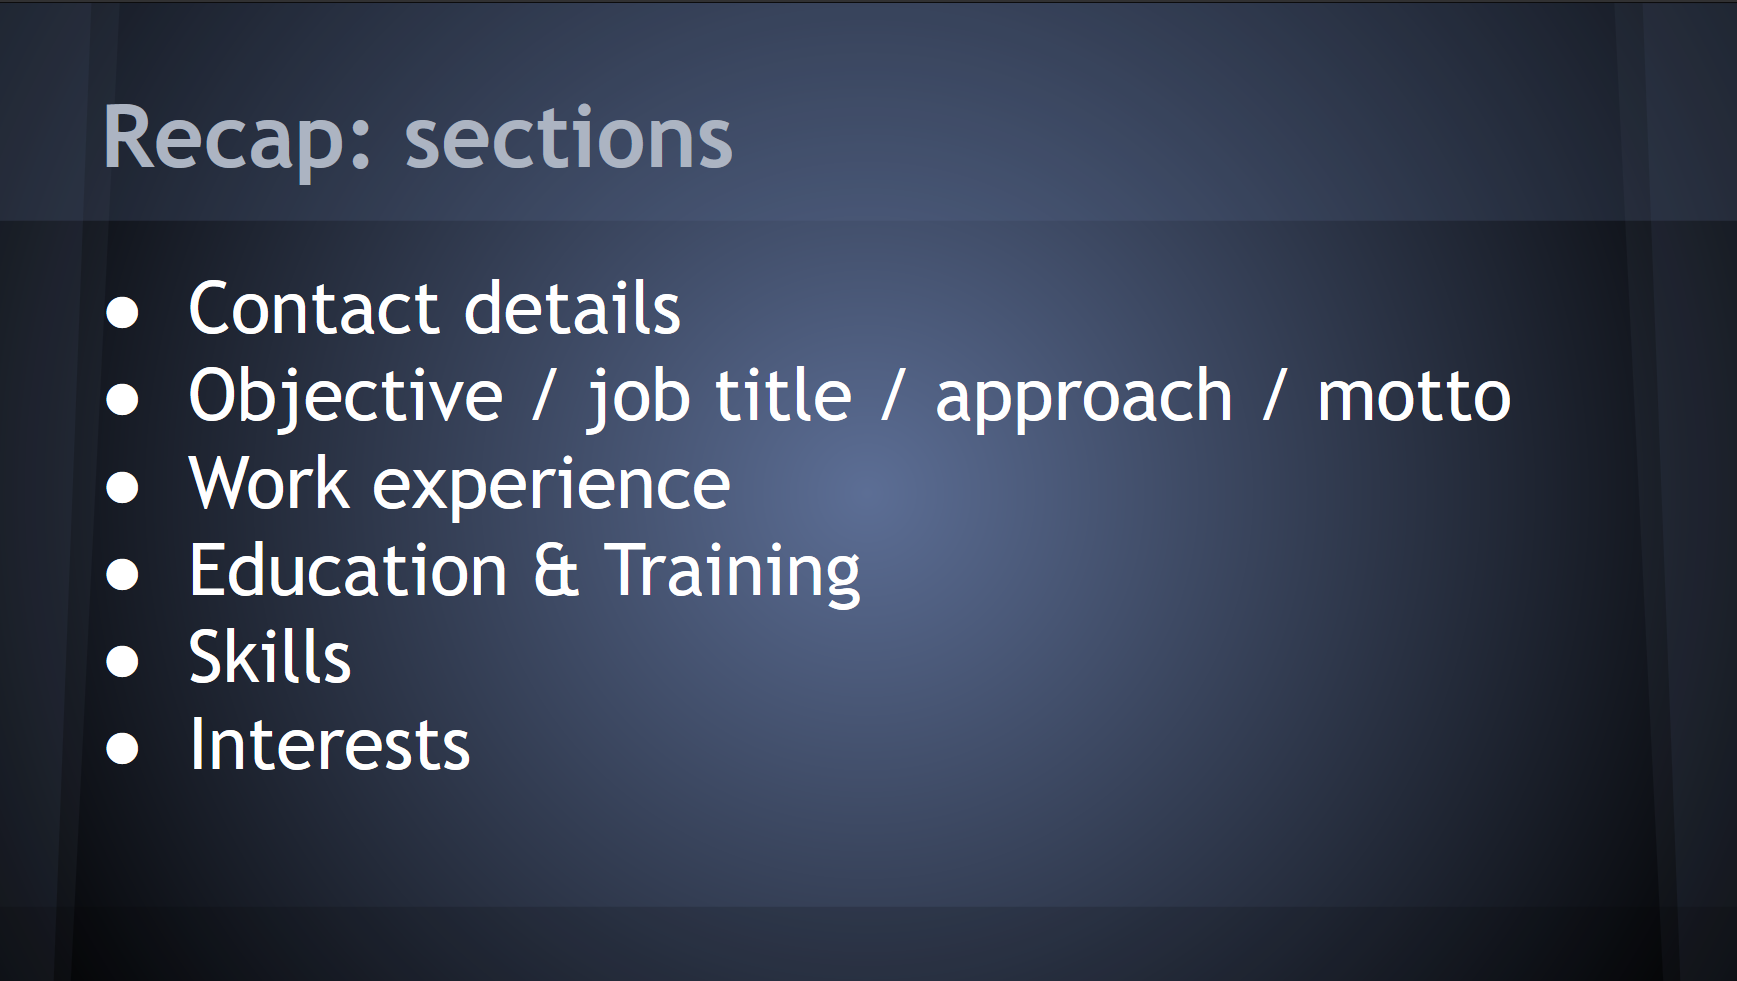 Recap: sections
● Contact details
● Objective / job title / approach / motto
● Work experience
● Education & Training
● Skills
● Interests